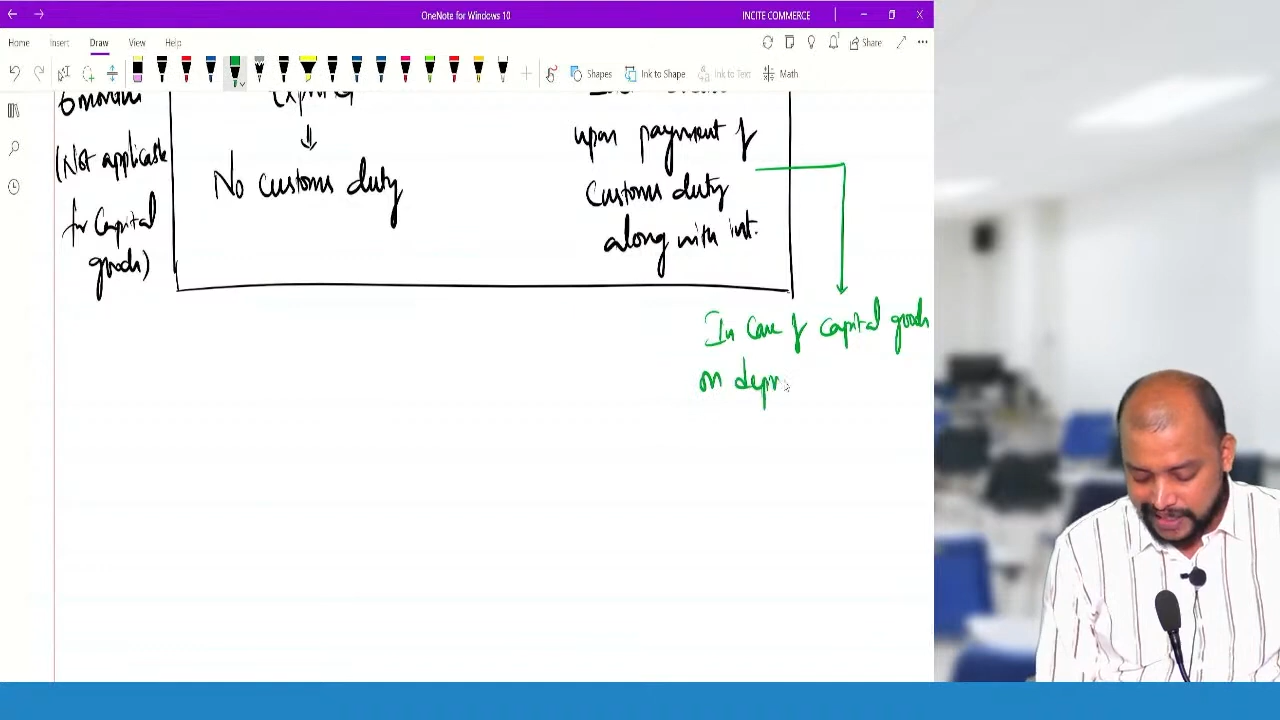 OneNote for Windows 10
INCITE COMMERCE
Home Insert Draw View Help
Share
Shapes
Ink to Shape
Ink to Text
Math
6 months
(Not applicable
for Capital
goods)
No customs duty
upon payment of
customs duty
along with int.
In case of capital goods
on depr